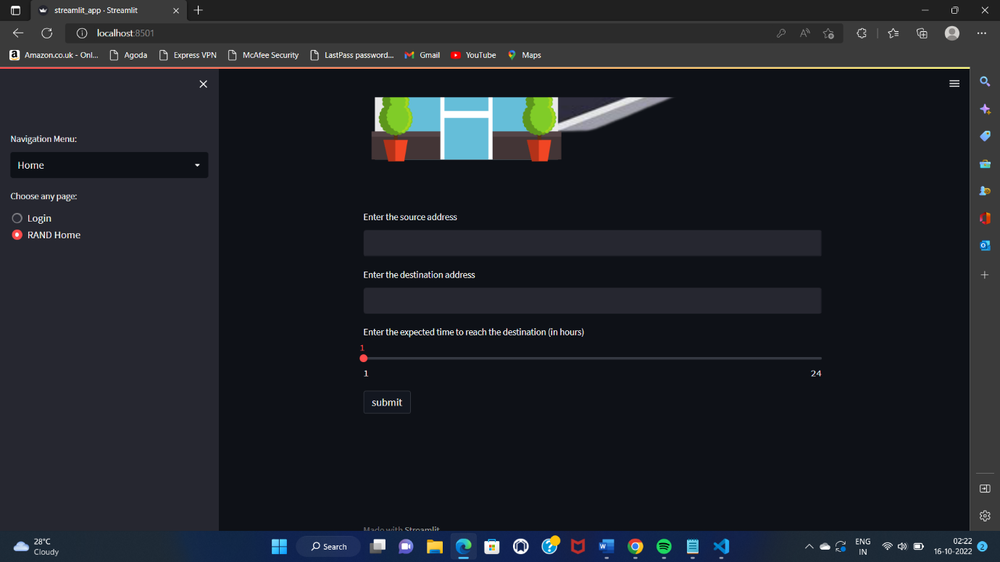 streamlit_app · Streamlit
localhost:8501
Amazon.co.uk - Onl...
Agoda
Express VPN
McAfee Security
LastPass password...
Gmail
YouTube
Maps
Navigation Menu:
Home
Choose any page:
Login
RAND Home
Enter the source address
Enter the destination address
Enter the expected time to reach the destination (in hours)
1
1
24
submit
Made with Streamlit
28°C
Cloudy
Search
ENG
IN
02:22
16-10-2022
2